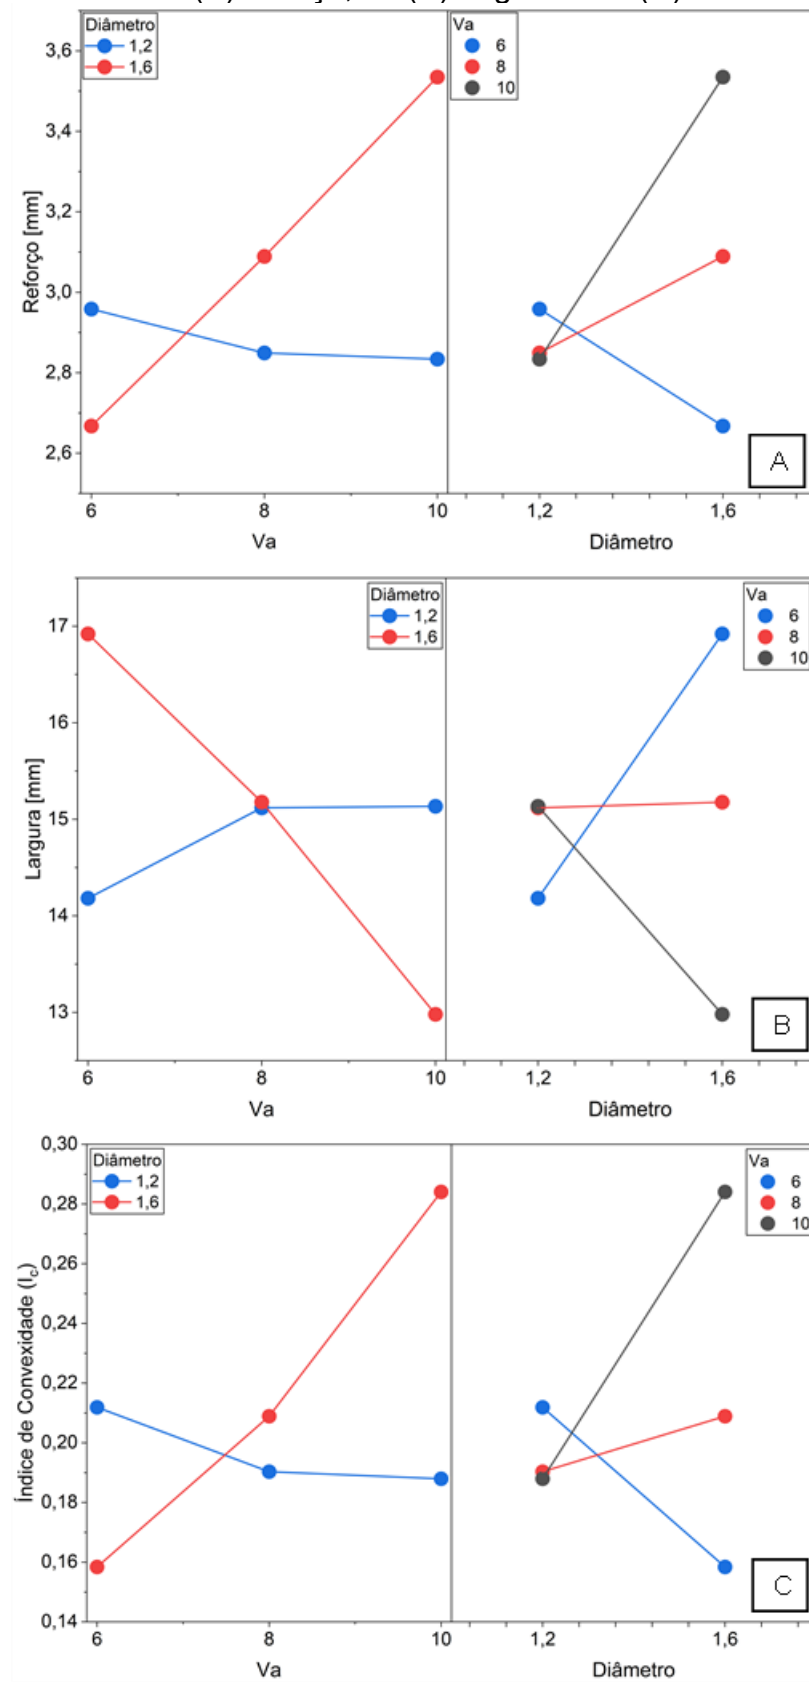 Diâmetro
1,2
1,6
Va
6
8
10
3,6
3,4
3,2
3,0
2,8
2,6
Reforço [mm]
A
6
8
10
1,2
1,6
Va
Diâmetro
Diâmetro
1,2
1,6
Va
6
8
10
17
16
15
14
13
Largura [mm]
B
6
8
10
1,2
1,6
Va
Diâmetro
Diâmetro
1,2
1,6
Va
6
8
10
0,30
0,28
0,26
0,24
0,22
0,20
0,18
0,16
0,14
Índice de Convexidade (Ic)
C
6
8
10
1,2
1,6
Va
Diâmetro